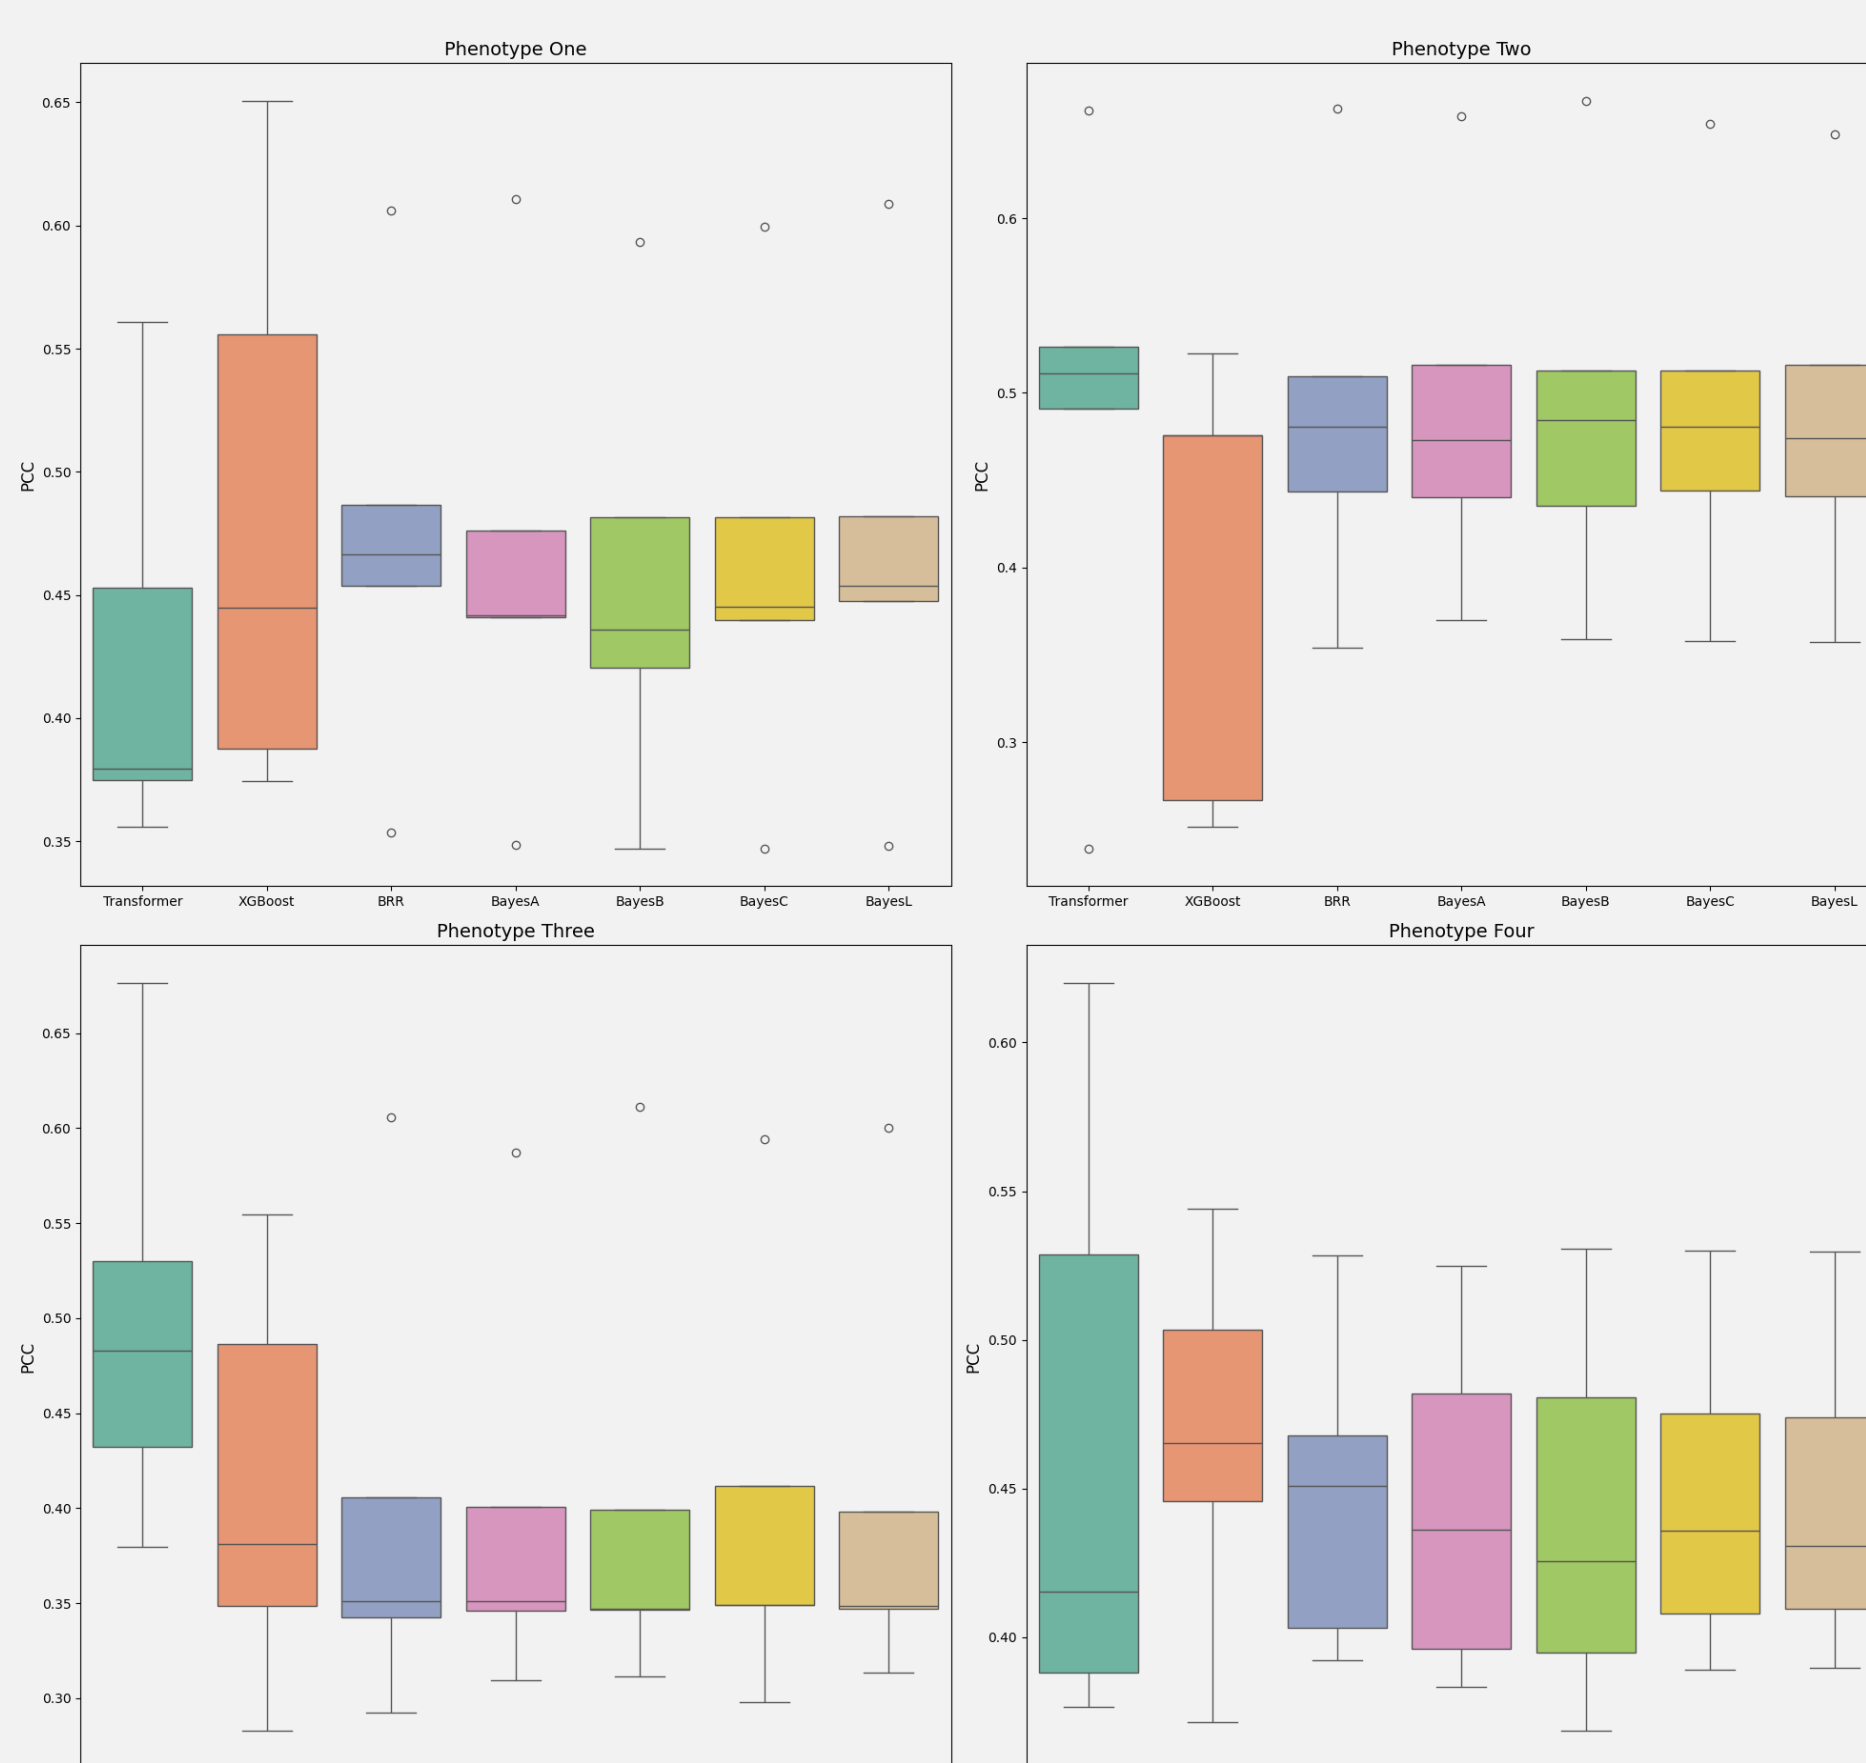 Phenotype One
0.65
0.60
0.55
0.50
0.45
0.40
0.35
PCC
Transformer XGBoost BRR BayesA BayesB BayesC BayesL
Phenotype Two
0.6
0.5
0.4
0.3
PCC
Transformer XGBoost BRR BayesA BayesB BayesC BayesL
Phenotype Three
0.65
0.60
0.55
0.50
0.45
0.40
0.35
0.30
PCC
Phenotype Four
0.60
0.55
0.50
0.45
0.40
PCC